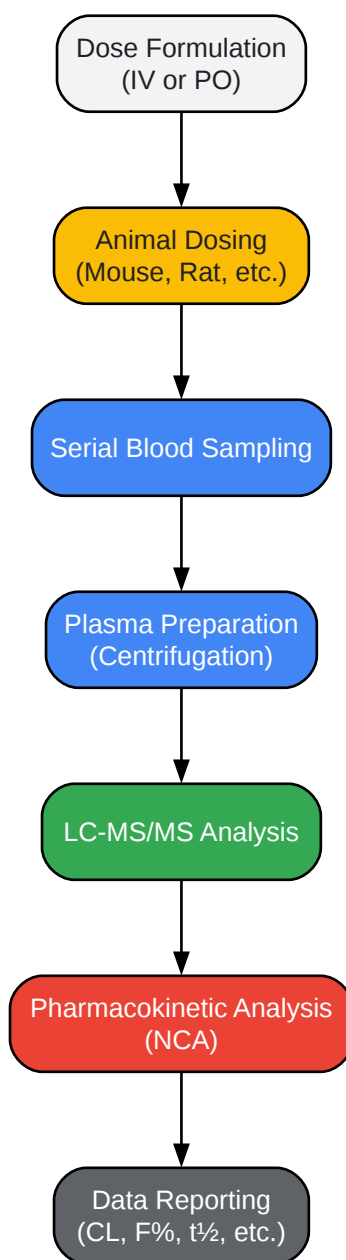 Dose Formulation
(IV or PO)
Animal Dosing
(Mouse, Rat, etc.)
Serial Blood Sampling
Plasma Preparation
(Centrifugation)
LC-MS/MS Analysis
Pharmacokinetic Analysis
(NCA)
Data Reporting
(CL, F%, t½, etc.)